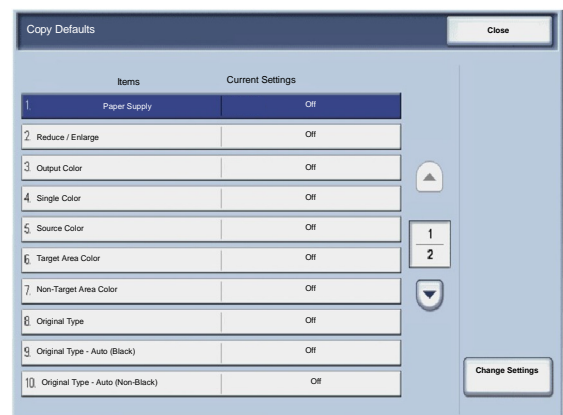 Copy Defaults
Close
Items Current Settings
1. Paper Supply Off
2. Reduce / Enlarge Off
3. Output Color Off
4. Single Color Off
5. Source Color Off
6. Target Area Color Off
7. Non-Target Area Color Off
8. Original Type Off
9. Original Type - Auto (Black) Off
10. Original Type - Auto (Non-Black) Off
1
2
Change Settings